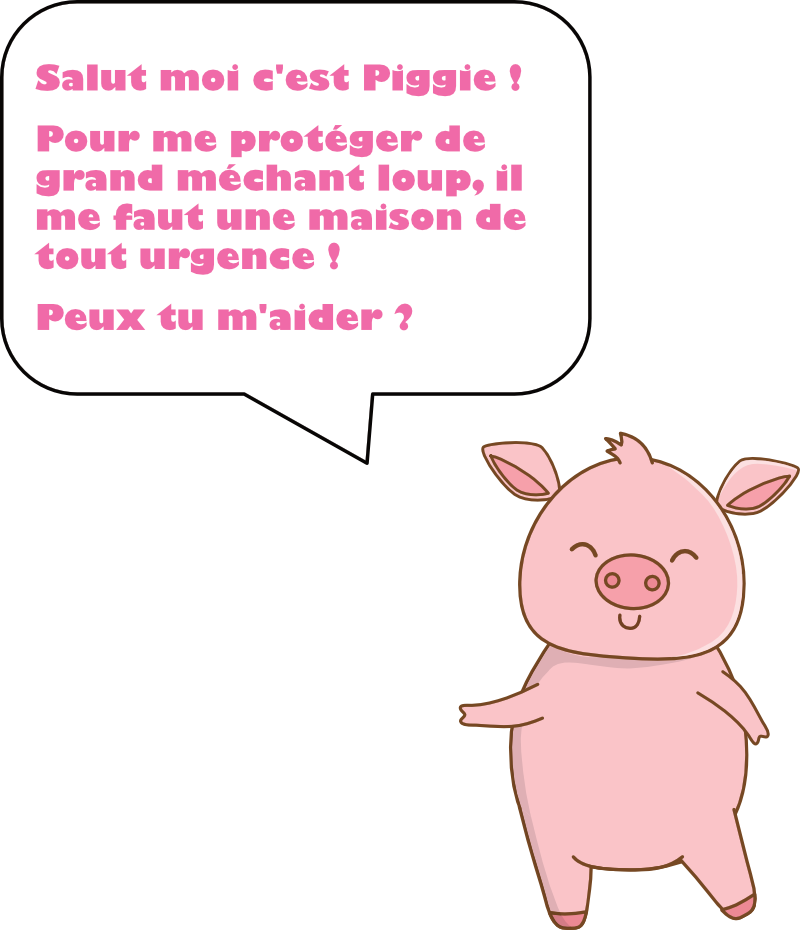 Salut moi c'est Piggie !
Pour me protéger de
grand méchant loup, il
me faut une maison de
tout urgence !
Peux tu m'aider ?